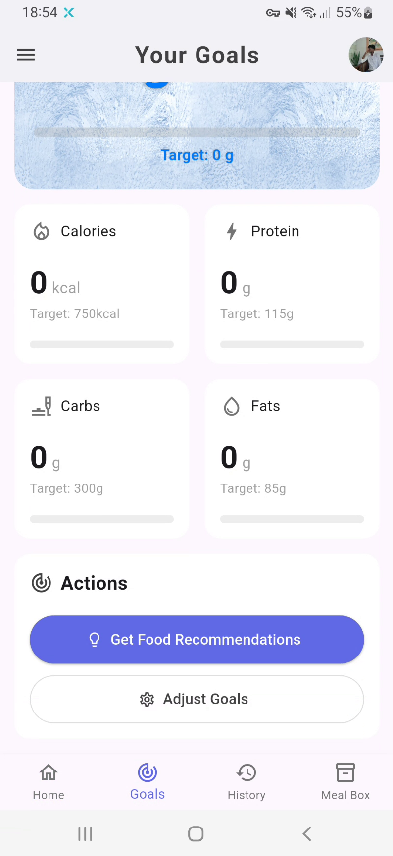 18:54
55%
Your Goals
Target: 0 g
Calories
Protein
0 kcal
0 g
Target: 750kcal
Target: 115g
Carbs
Fats
0 g
0 g
Target: 300g
Target: 85g
Actions
Get Food Recommendations
Adjust Goals
Home
Goals
History
Meal Box